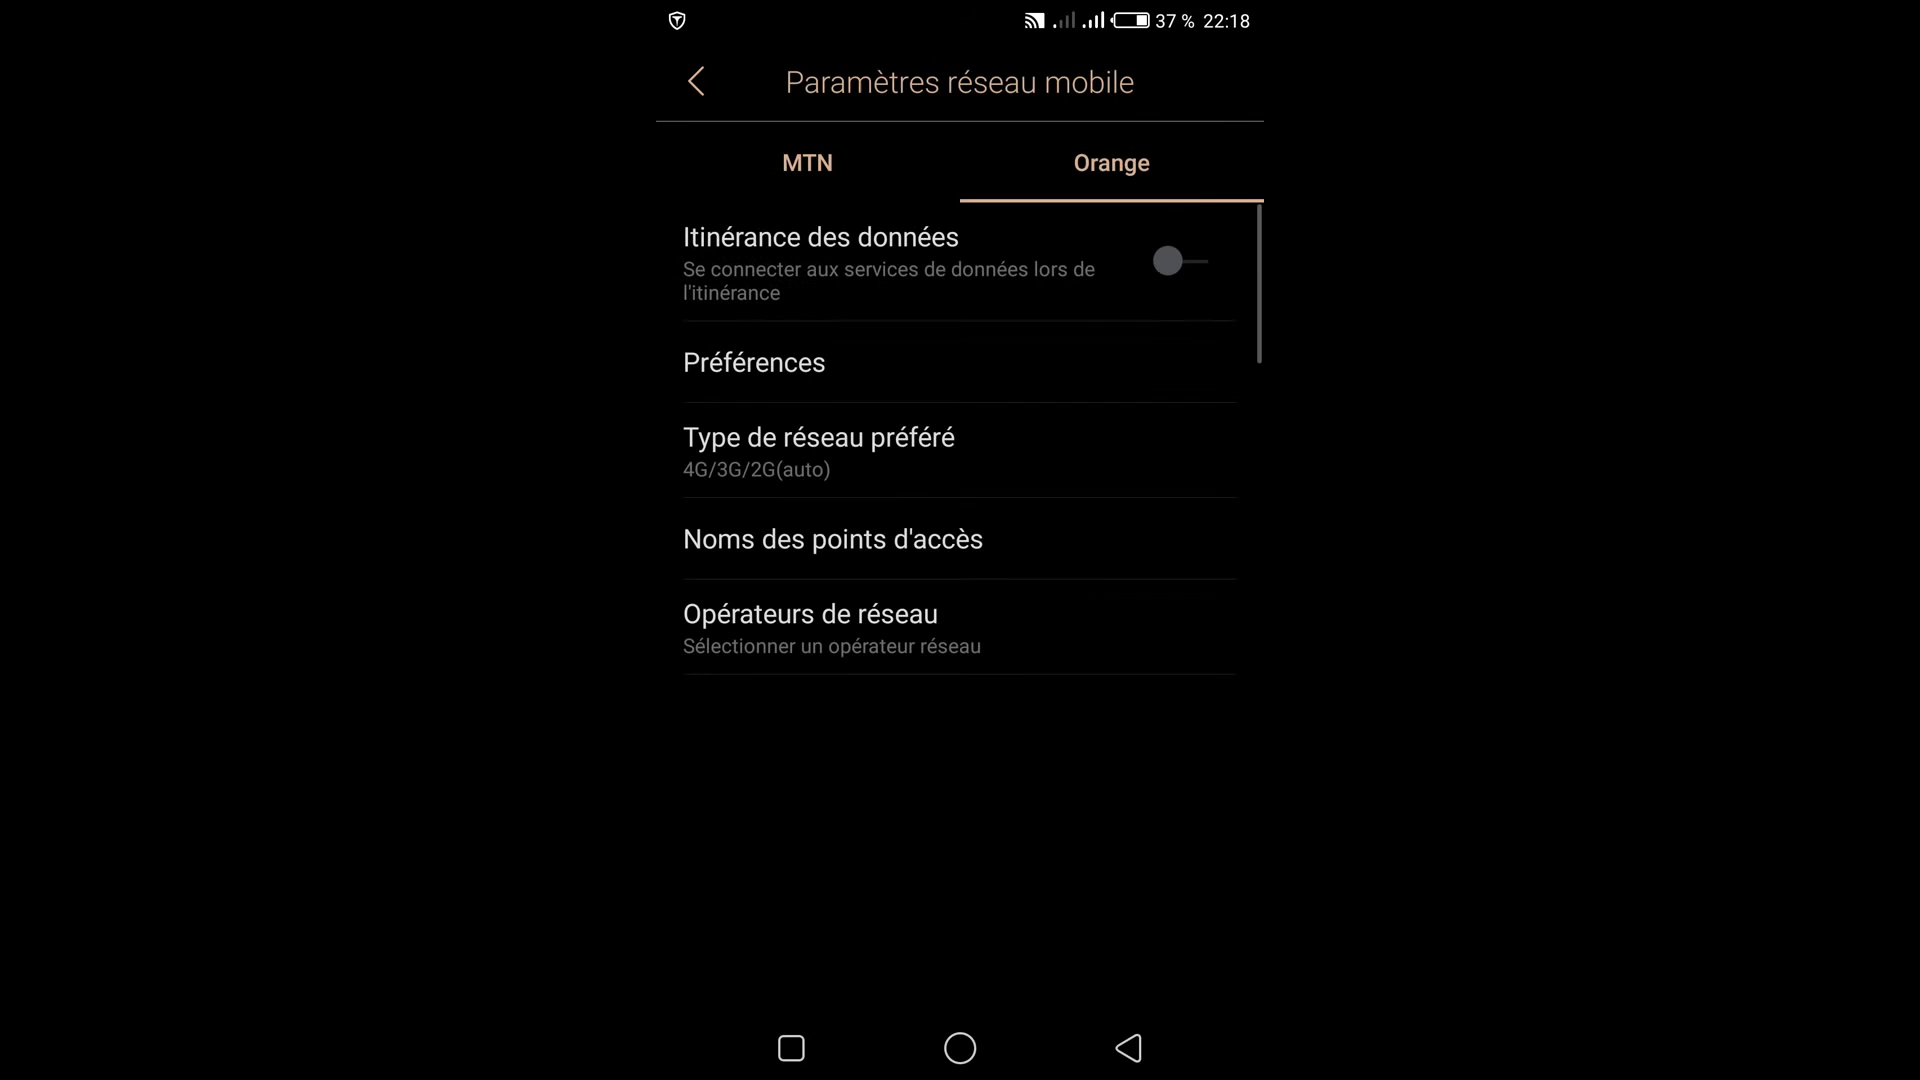 37 % 22:18
Paramètres réseau mobile
MTN
Orange
Itinérance des données
Se connecter aux services de données lors de
l'itinérance
Préférences
Type de réseau préféré
4G/3G/2G(auto)
Noms des points d'accès
Opérateurs de réseau
Sélectionner un opérateur réseau